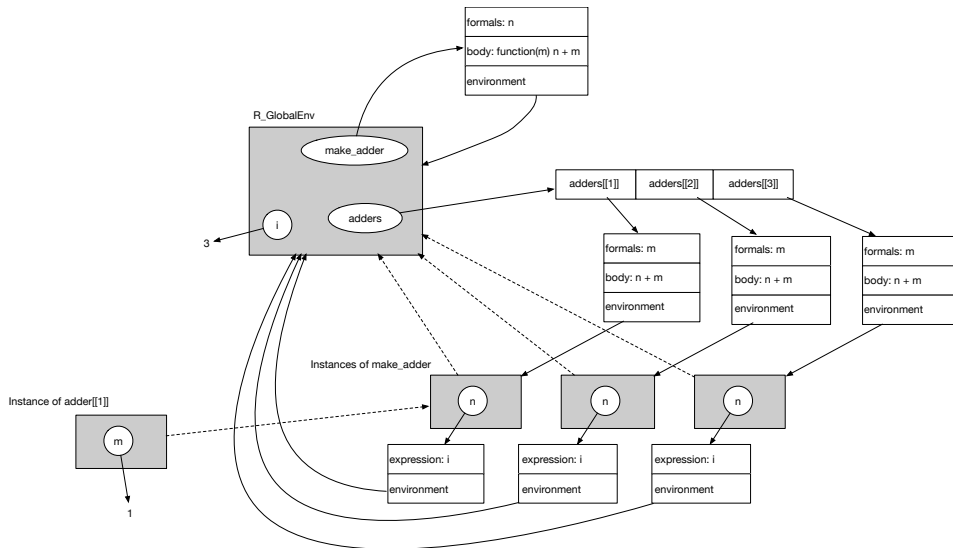 formals: n
body: function(m) n + m
environment
R_GlobalEnv
make_adder
adders
i
3
adders[[1]]
adders[[2]]
adders[[3]]
formals: m
body: n + m
environment
formals: m
body: n + m
environment
formals: m
body: n + m
environment
Instances of make_adder
n
n
n
Instance of adder[[1]]
m
1
expression: i
environment
expression: i
environment
expression: i
environment